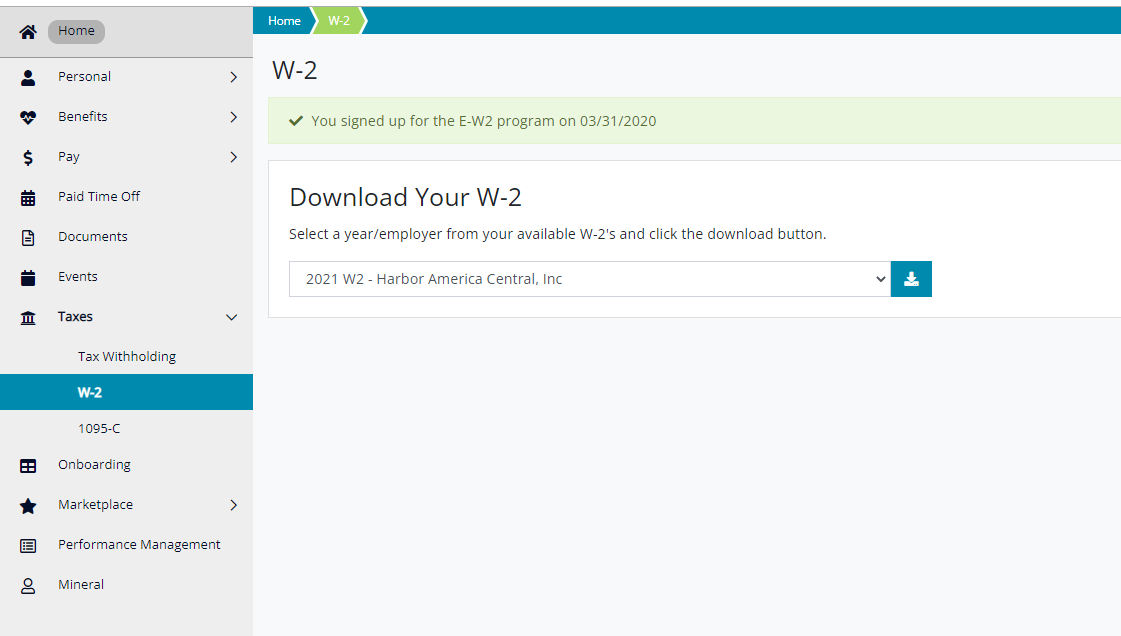 Home
Personal
Benefits
Pay
Paid Time Off
Documents
Events
Taxes
Tax Withholding
W-2
1095-C
Onboarding
Marketplace
Performance Management
Mineral
Home W-2
W-2
You signed up for the E-W2 program on 03/31/2020
Download Your W-2
Select a year/employer from your available W-2's and click the download button.
2021 W2 - Harbor America Central, Inc